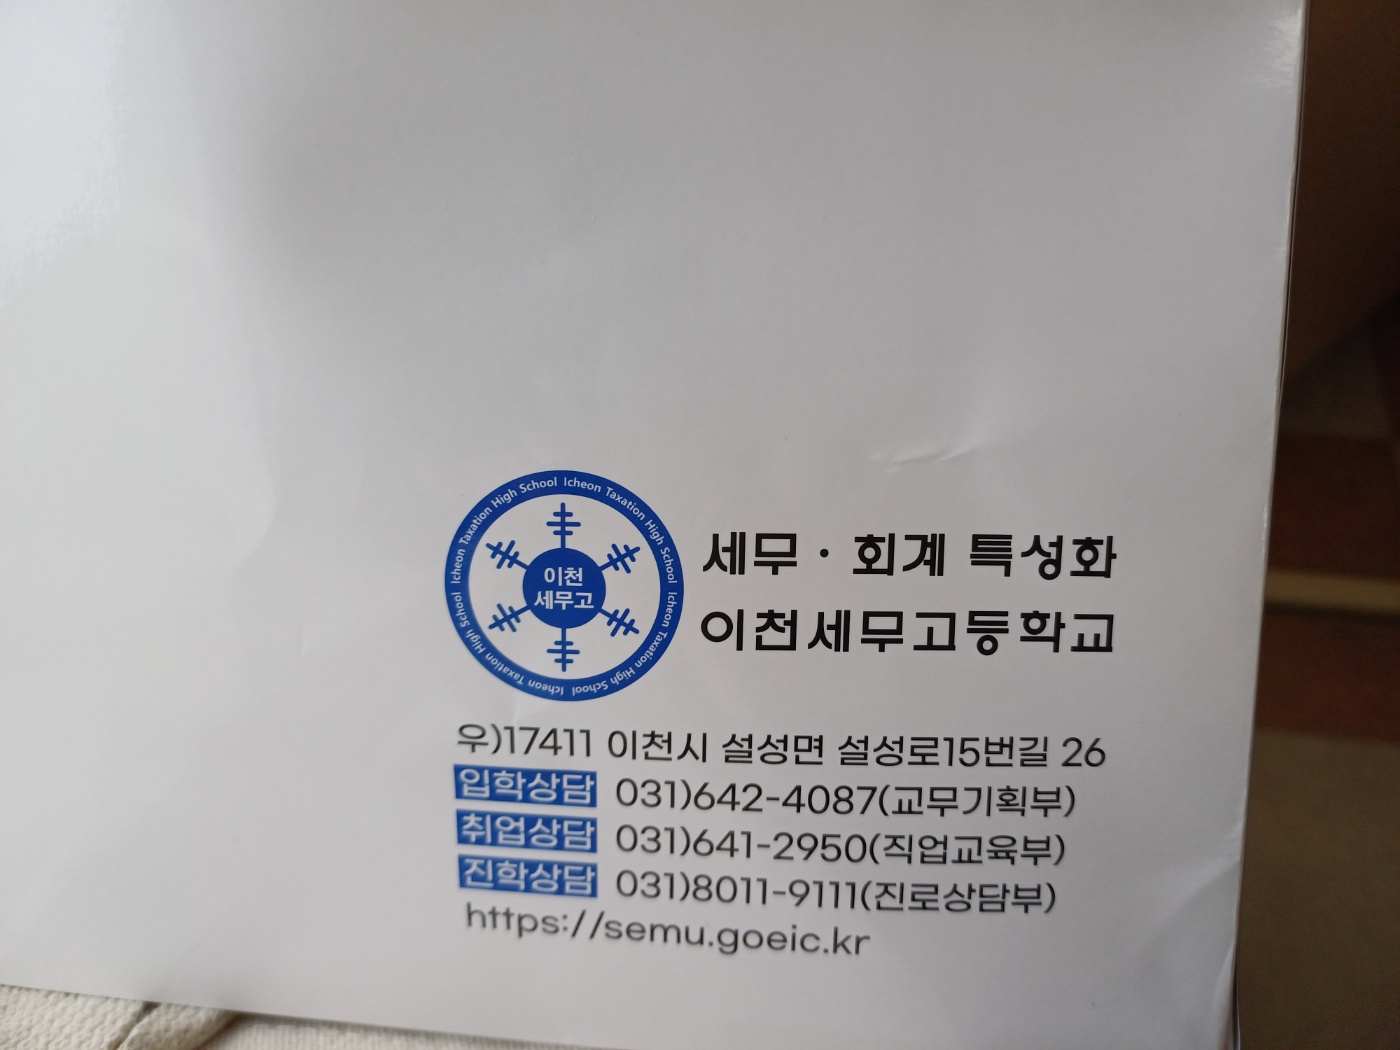 Icheon Taxation High School Icheon Taxation High School Icheon Taxation High School Icheon Taxation High School
이천
세무고
세무 · 회계 특성화
이천세무고등학교
우)17411 이천시 설성면 설성로15번길 26
입학상담 031)642-4087(교무기획부)
취업상담 031)641-2950(직업교육부)
진학상담 031)8011-9111(진로상담부)
https://semu.goeic.kr